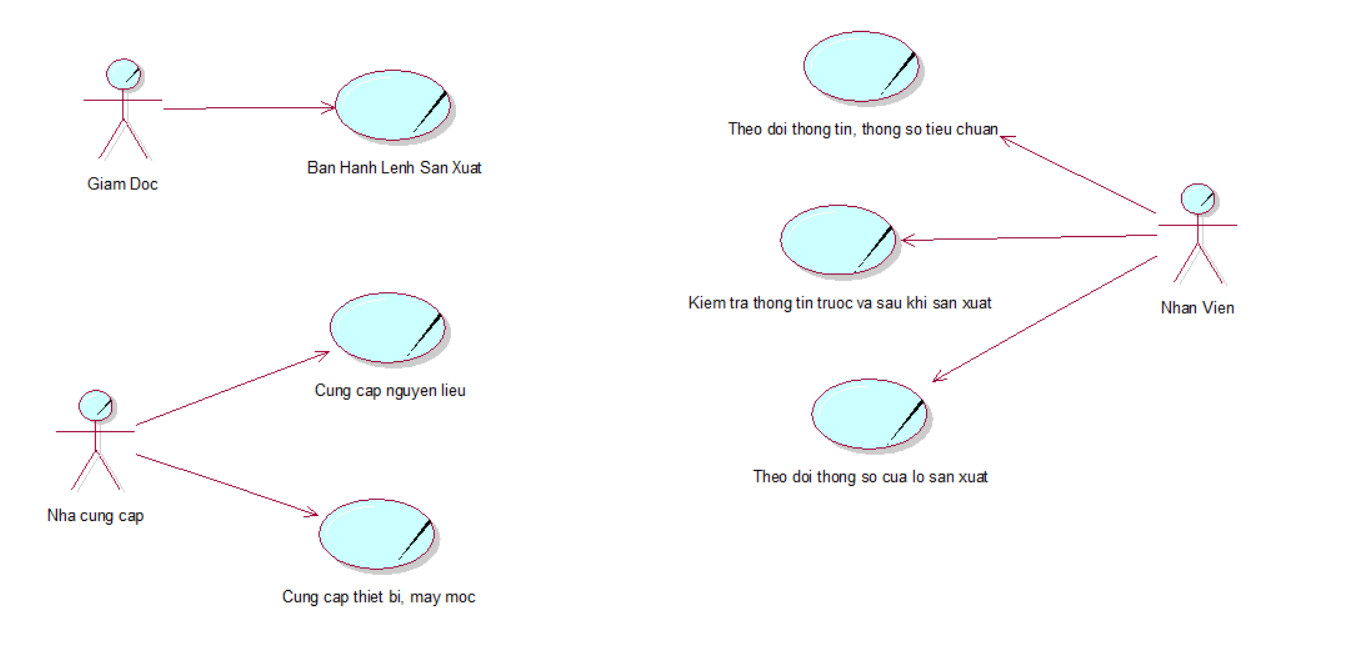 Giam Doc
Ban Hanh Lenh San Xuat
Cung cap nguyen lieu
Nha cung cap
Cung cap thiet bi, may moc
Theo doi thong tin, thong so tieu chuan
Kiem tra thong tin truoc va sau khi san xuat
Nhan Vien
Theo doi thong so cua lo san xuat